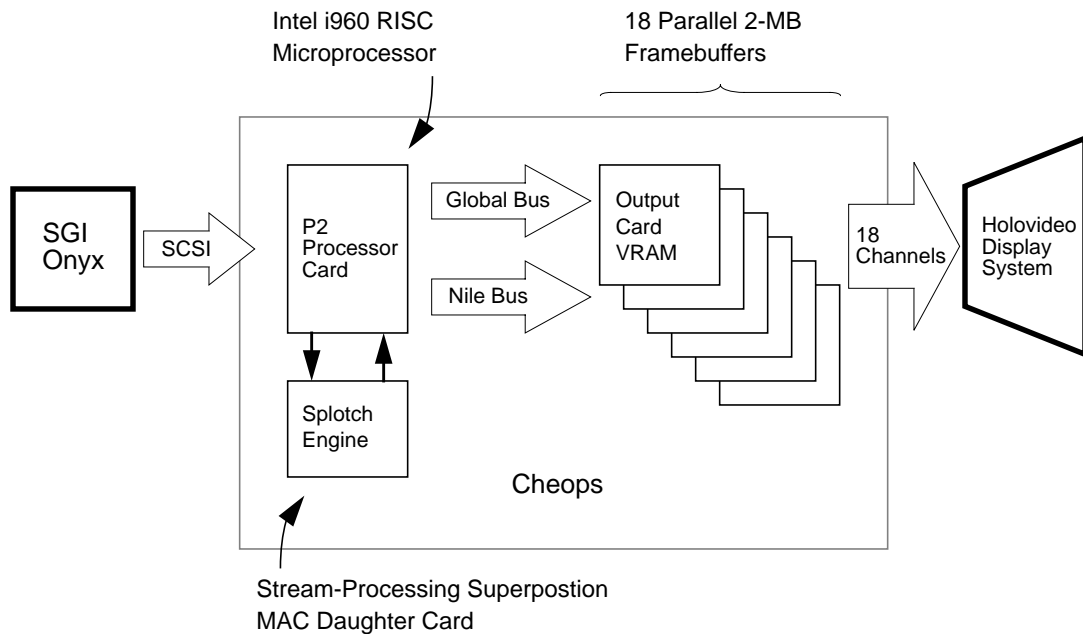 Intel i960 RISC
Microprocessor
18 Parallel 2-MB
Framebuffers
SGI
Onyx
SCSI
P2
Processor
Card
Global Bus
Nile Bus
Output
Card
VRAM
18
Channels
Holovideo
Display
System
Splotch
Engine
Cheops
Stream-Processing Superpostion
MAC Daughter Card